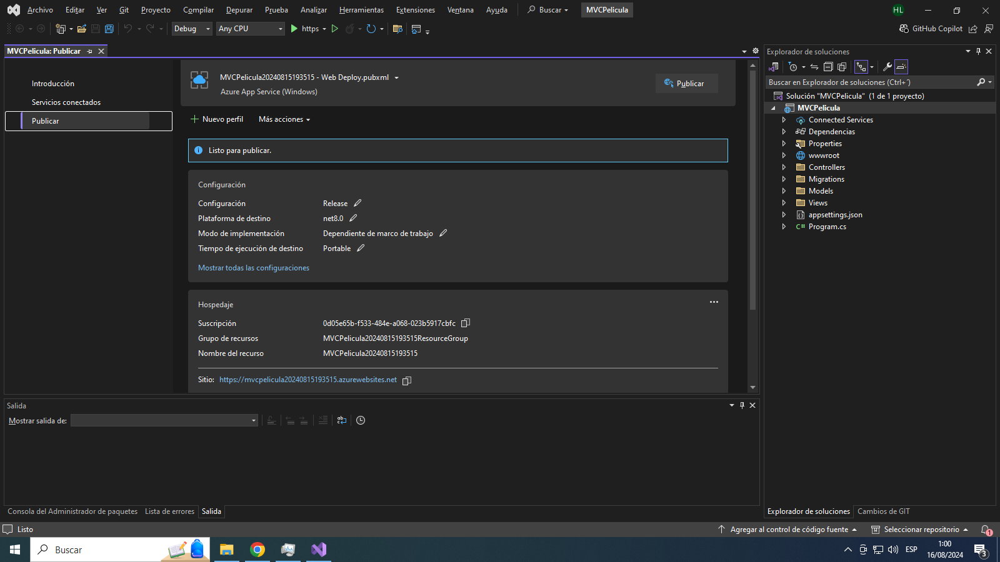 Archivo Editar Ver Git Proyecto Compilar Depurar Prueba Analizar Herramientas Extensiones Ventana Ayuda Buscar MVCPelicula HL
Debug Any CPU https GitHub Copilot
MVCPelicula: Publicar
Introducción
Servicios conectados
Publicar
MVCPelicula20240815193515 - Web Deploy.pubxml
Azure App Service (Windows)
Publicar
Nuevo perfil Más acciones
Listo para publicar.
Configuración
Configuración Release
Plataforma de destino net8.0
Modo de implementación Dependiente de marco de trabajo
Tiempo de ejecución de destino Portable
Mostrar todas las configuraciones
Hospedaje
Suscripción 0d05e65b-f533-484e-a068-023b5917cbfc
Grupo de recursos MVCPelicula20240815193515ResourceGroup
Nombre del recurso MVCPelicula20240815193515
Sitio: https://mvcpelicula20240815193515.azurewebsites.net
Explorador de soluciones
Buscar en Explorador de soluciones (Ctrl+´)
Solución "MVCPelicula" (1 de 1 proyecto)
MVCPelicula
Connected Services
Dependencias
Properties
wwwroot
Controllers
Migrations
Models
Views
appsettings.json
C# Program.cs
Salida
Mostrar salida de:
Consola del Administrador de paquetes Lista de errores Salida
Explorador de soluciones Cambios de GIT
Listo
Agregar al control de código fuente Seleccionar repositorio 1
Buscar
ESP
1:00
16/08/2024
3